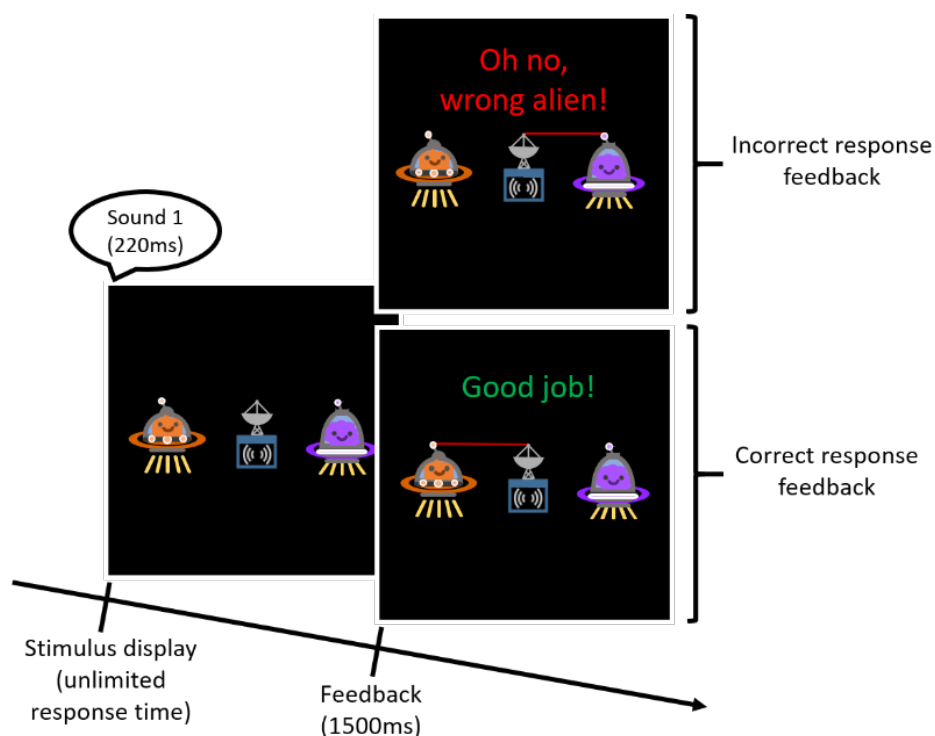 Oh no,
wrong alien!
Incorrect response
feedback
Sound 1
(220ms)
Good job!
Correct response
feedback
Stimulus display
(unlimited
response time)
Feedback
(1500ms)